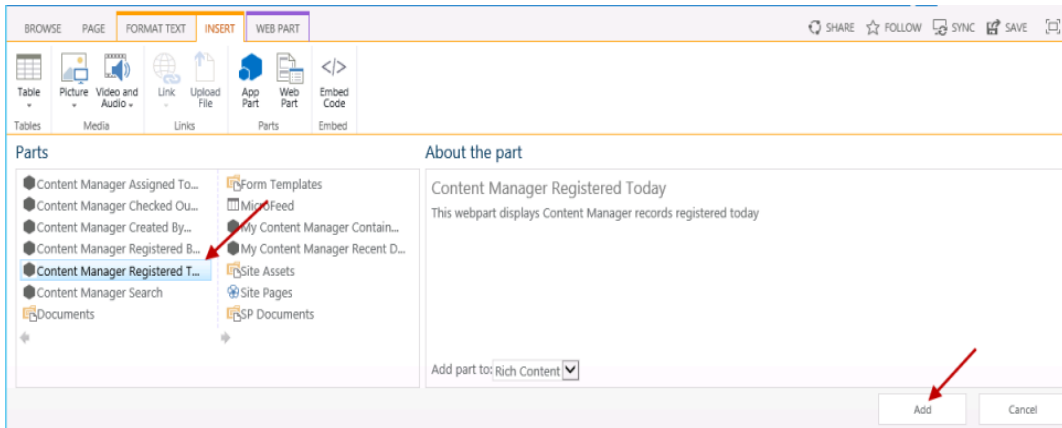 BROWSE PAGE FORMAT TEXT INSERT WEB PART SHARE FOLLOW SYNC SAVE
Table Picture Video and Audio Link Upload File App Part Web Part Embed Code
Tables Media Links Parts Embed
Parts
Content Manager Assigned To...
Content Manager Checked Ou...
Content Manager Created By...
Content Manager Registered B...
Content Manager Registered T...
Content Manager Search
Documents
Form Templates
MicroFeed
My Content Manager Contain...
My Content Manager Recent D...
Site Assets
Site Pages
SP Documents
About the part
Content Manager Registered Today
This webpart displays Content Manager records registered today
Add part to: Rich Content
Add Cancel